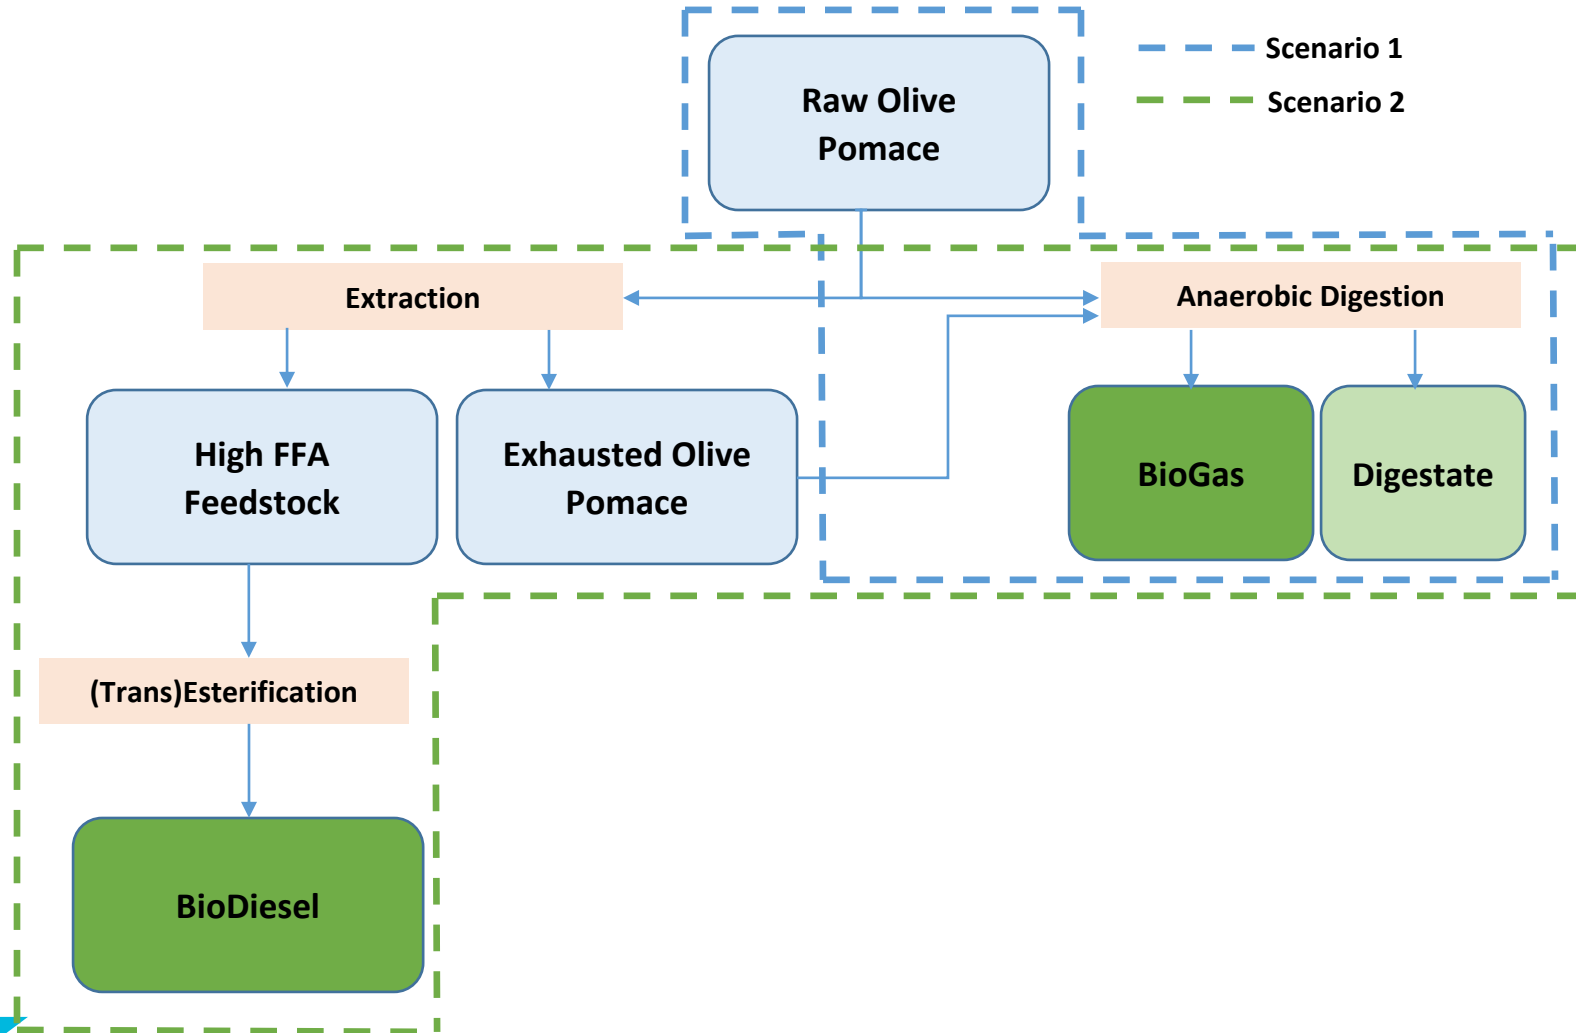 Raw Olive
Pomace
Scenario 1
Scenario 2
Extraction
Anaerobic Digestion
High FFA
Feedstock
Exhausted Olive
Pomace
BioGas
Digestate
(Trans)Esterification
BioDiesel